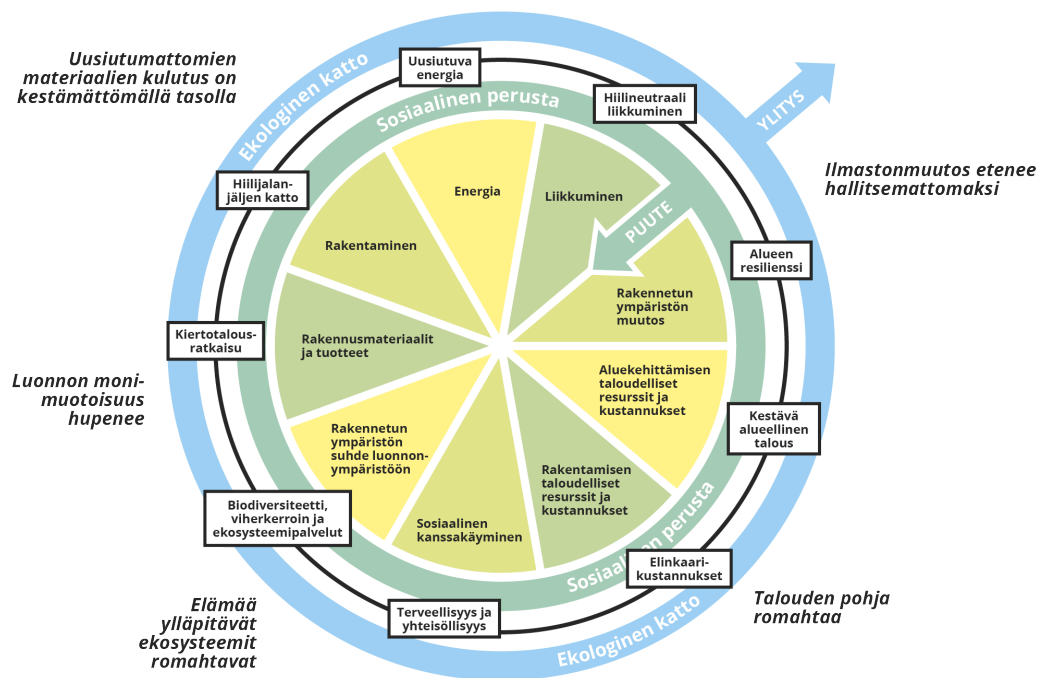 Uusiutumattomien
materiaalien kulutus on
kestämättömällä tasolla
Ekologinen katto
Uusiutuva
energia
Sosiaalinen perusta
Hiilineutraali
liikkuminen
YLITYS
Ilmastonmuutos etenee
hallitsemattomaksi
Hiilijalan-
jäljen katto
Energia
Liikkuminen
PUUTE
Rakentaminen
Alueen
resilienssi
Rakennetun
ympäristön
muutos
Kiertotalous-
ratkaisu
Rakennusmateriaalit
ja tuotteet
Aluekehittämisen
taloudelliset
resurssit ja
kustannukset
Luonnon moni-
muotoisuus
hupenee
Kestävä
alueellinen
talous
Rakennetun
ympäristön
suhde luonnon-
ympäristöön
Rakentamisen
taloudelliset
resurssit ja
kustannukset
Biodiversiteetti,
viherkerroin ja
ekosysteemipalvelut
Sosiaalinen
kanssakäyminen
Sosiaalinen perusta
Elinkaari-
kustannukset
Terveellisyys ja
yhteisöllisyys
Elämää
ylläpitävät
ekosysteemit
romahtavat
Talouden pohja
romahtaa
Ekologinen katto